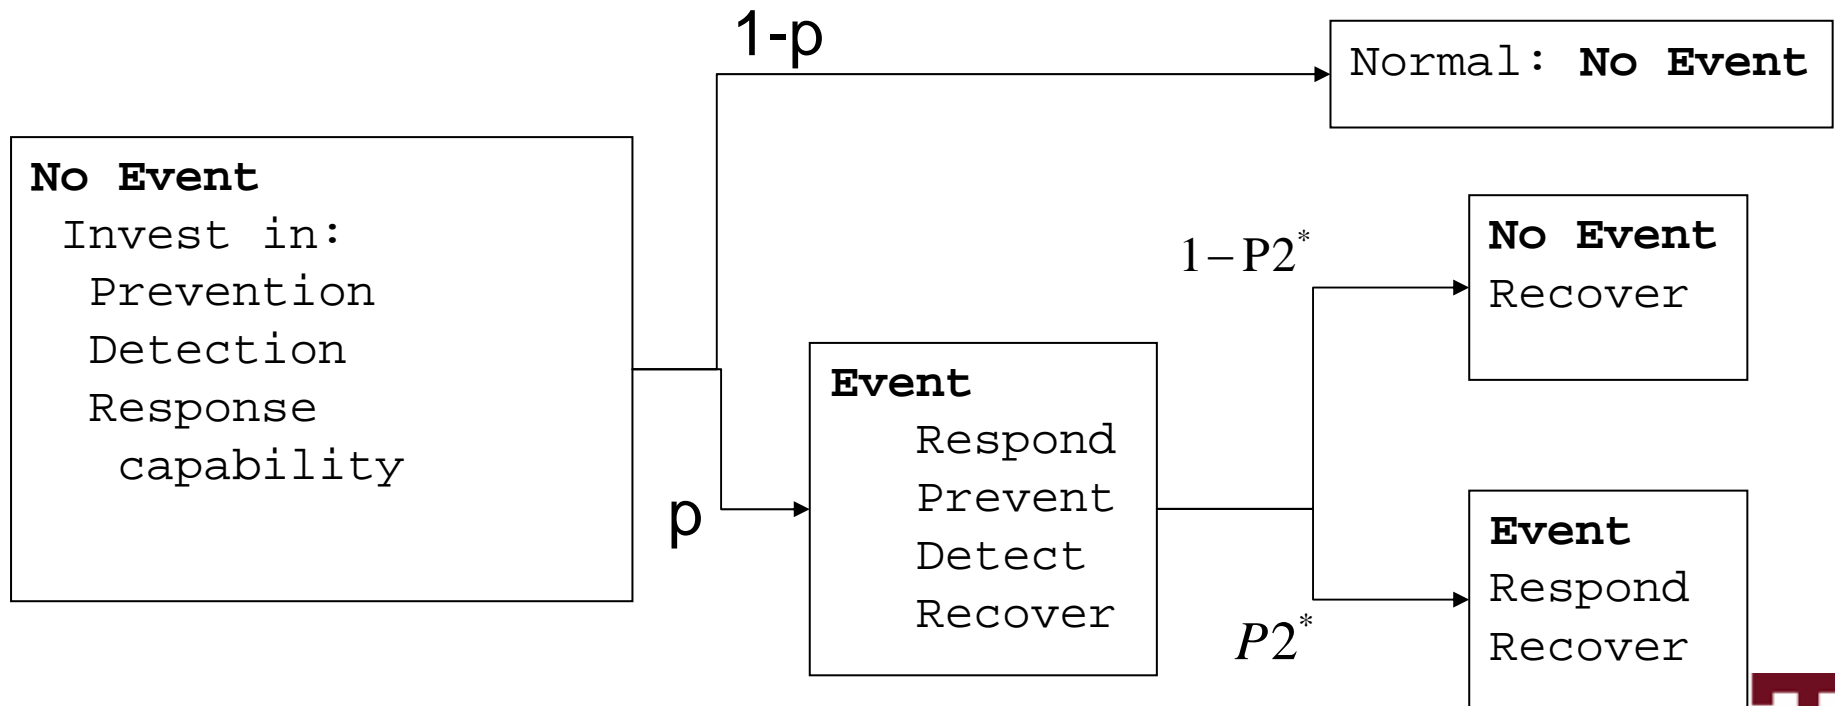 1-p
Normal: No Event
No Event
Invest in:
Prevention
Detection
Response
capability
p
Event
Respond
Prevent
Detect
Recover
1−P2*
No Event
Recover
P2*
Event
Respond
Recover